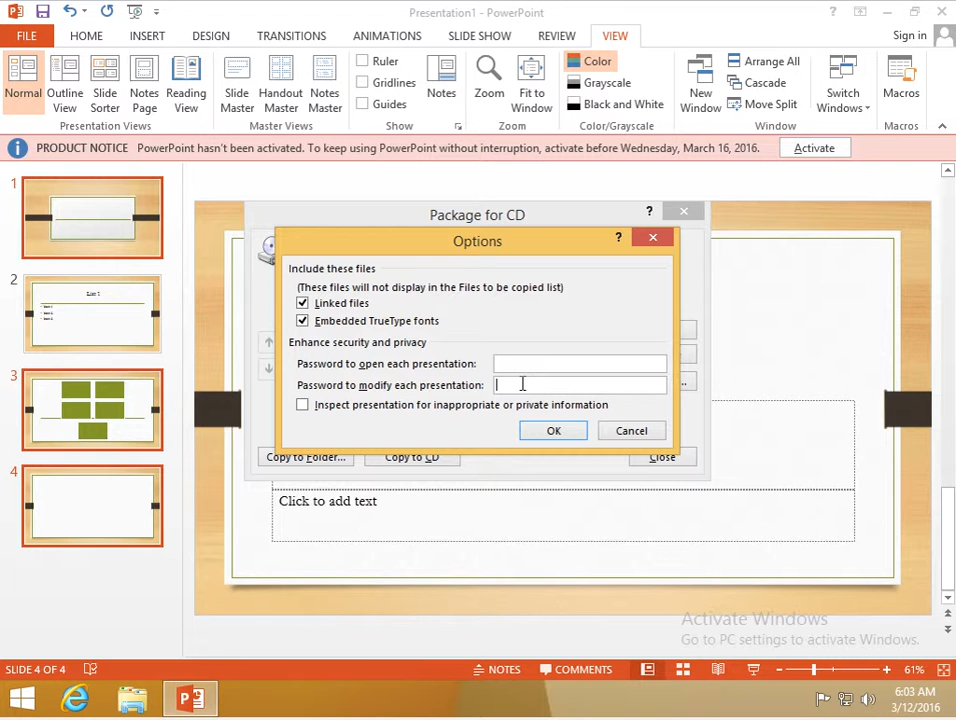 Presentation1 - PowerPoint
?
FILE HOME INSERT DESIGN TRANSITIONS ANIMATIONS SLIDE SHOW REVIEW VIEW Sign in
Normal
Outline View
Slide Sorter
Notes Page
Reading View
Presentation Views
Slide Master
Handout Master
Notes Master
Master Views
Ruler
Gridlines
Guides
Show
Notes
Zoom
Fit to Window
Zoom
Color
Grayscale
Black and White
Color/Grayscale
New Window
Arrange All
Cascade
Move Split
Switch Windows
Window
Macros
Macros
PRODUCT NOTICE PowerPoint hasn't been activated. To keep using PowerPoint without interruption, activate before Wednesday, March 16, 2016. Activate
1
2
3
4
Package for CD ?
Options ?
Include these files
(These files will not display in the Files to be copied list)
Linked files
Embedded TrueType fonts
Enhance security and privacy
Password to open each presentation:
Password to modify each presentation:
Inspect presentation for inappropriate or private information
OK Cancel
Copy to Folder... Copy to CD Close
Click to add text
Activate Windows
Go to PC settings to activate Windows.
SLIDE 4 OF 4 NOTES COMMENTS 61%
6:03 AM
3/12/2016